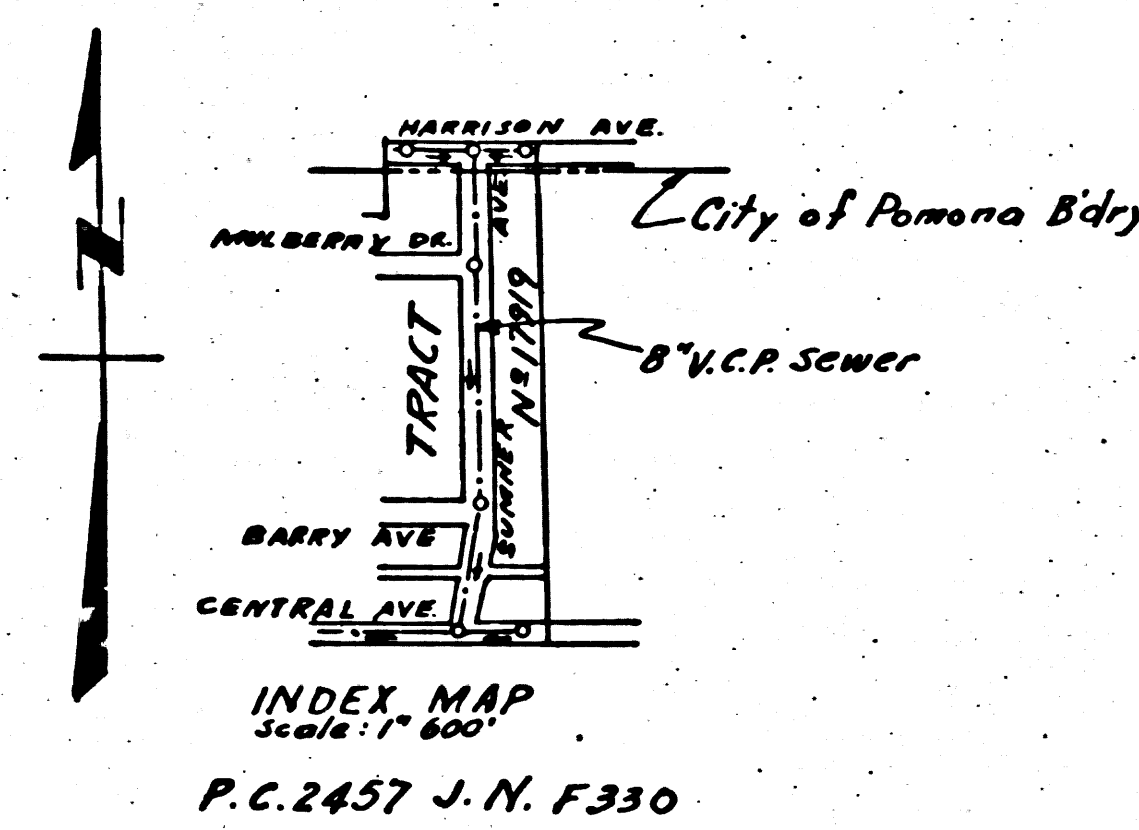 HARRISON AVE.
City of Pomona B'dry
MULBERRY DR.
SUMNER AVE.
TRACT Nº 17919
8" V.C.P. Sewer
BARRY AVE
CENTRAL AVE.
INDEX MAP
Scale: 1" 600'
P.C. 2457 J.N. F330
N